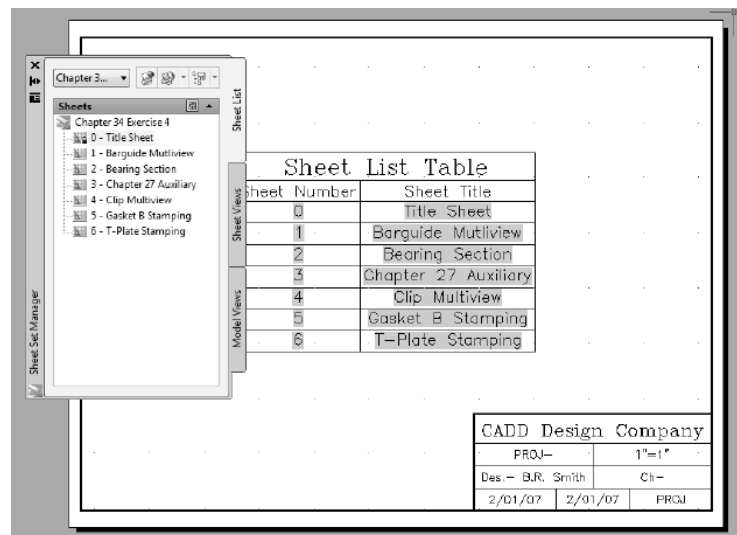 Chapter 3...
Sheets
Chapter 34 Exercise 4
0 - Title Sheet
1 - Barguide Mutliview
2 - Bearing Section
3 - Chapter 27 Auxiliary
4 - Clip Multiview
5 - Gasket B Stamping
6 - T-Plate Stamping
Sheet List
Sheet Views
Model Views
Sheet Set Manager
Sheet List Table
Sheet Number Sheet Title
0 Title Sheet
1 Barguide Mutliview
2 Bearing Section
3 Chapter 27 Auxiliary
4 Clip Multiview
5 Gasket B Stamping
6 T-Plate Stamping
CADD Design Company
PROJ- 1"=1"
Des.- B.R. Smith Ch-
2/01/07 2/01/07 PROJ